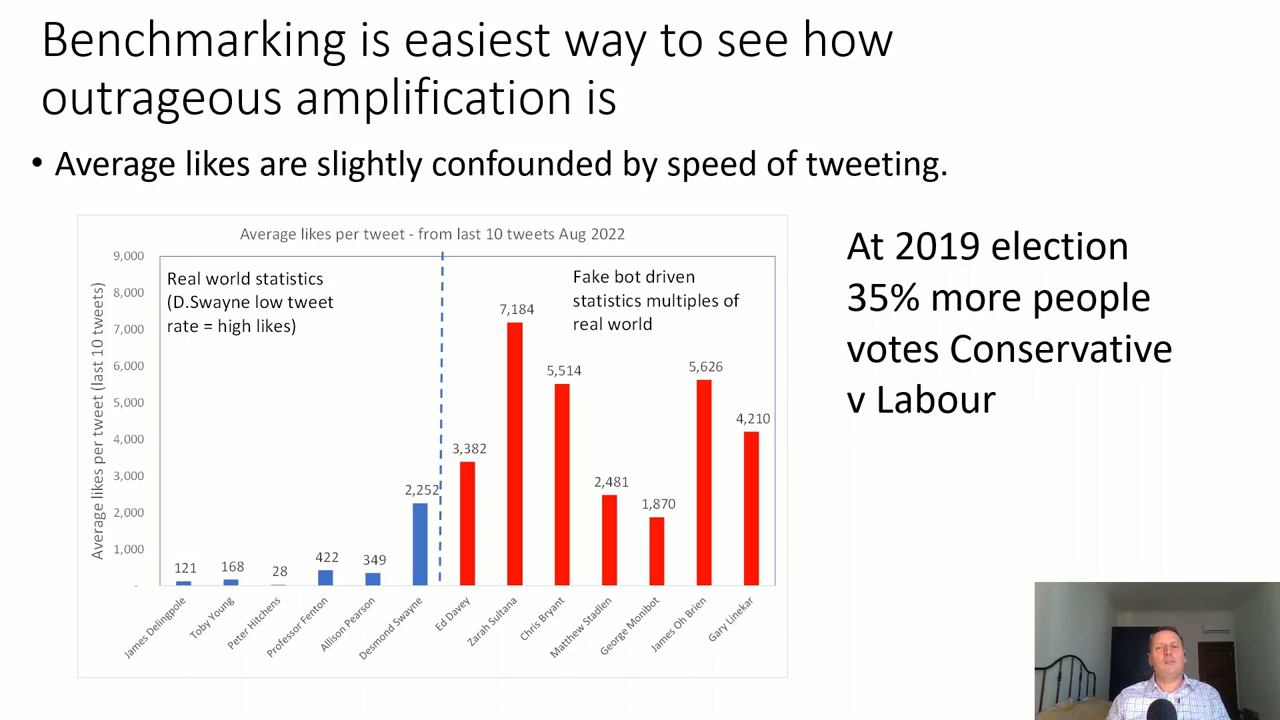 Benchmarking is easiest way to see how
outrageous amplification is
• Average likes are slightly confounded by speed of tweeting.
Average likes per tweet - from last 10 tweets Aug 2022
Average likes per tweet (last 10 tweets)
9,000
8,000
7,000
6,000
5,000
4,000
3,000
2,000
1,000
-
Real world statistics
(D.Swayne low tweet
rate = high likes)
Fake bot driven
statistics multiples of
real world
121
168
28
422
349
2,252
3,382
7,184
5,514
2,481
1,870
5,626
4,210
James Delingpole
Toby Young
Peter Hitchens
Professor Fenton
Allison Pearson
Desmond Swayne
Ed Davey
Zarah Sultana
Chris Bryant
Matthew Stadlen
George Monibot
James Oh Brien
Gary Linekar
At 2019 election
35% more people
votes Conservative
v Labour